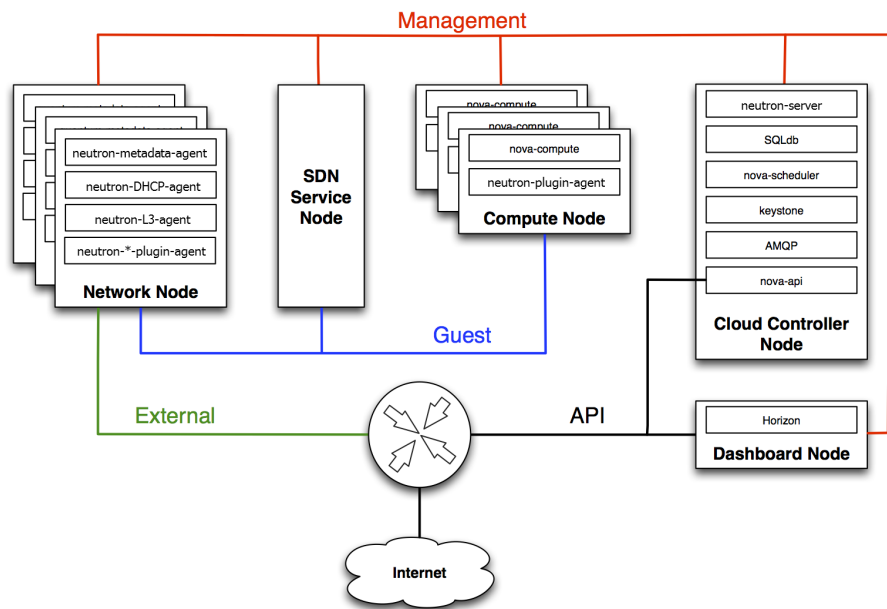 Management
neutron-metadata-agent
neutron-DHCP-agent
neutron-L3-agent
neutron-*-plugin-agent
Network Node
SDN
Service
Node
nova-compute
nova-compute
nova-compute
neutron-plugin-agent
Compute Node
neutron-server
SQLdb
nova-scheduler
keystone
AMQP
nova-api
Cloud Controller
Node
Guest
External
API
Horizon
Dashboard Node
Internet